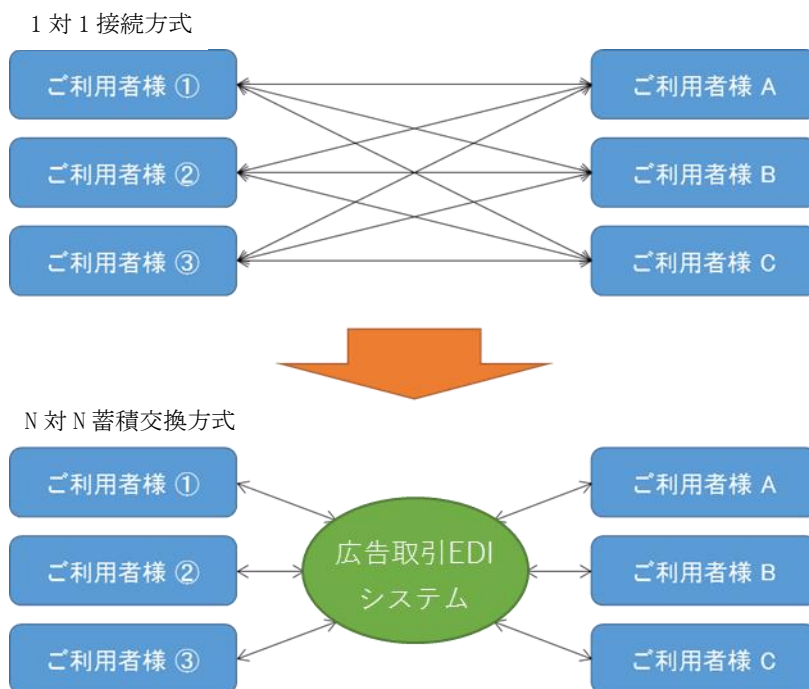 1 対 1 接続方式
ご利用者様 ①
ご利用者様 A
ご利用者様 ②
ご利用者様 B
ご利用者様 ③
ご利用者様 C
N 対 N 蓄積交換方式
ご利用者様 ①
ご利用者様 A
広告取引EDI
システム
ご利用者様 ②
ご利用者様 B
ご利用者様 ③
ご利用者様 C